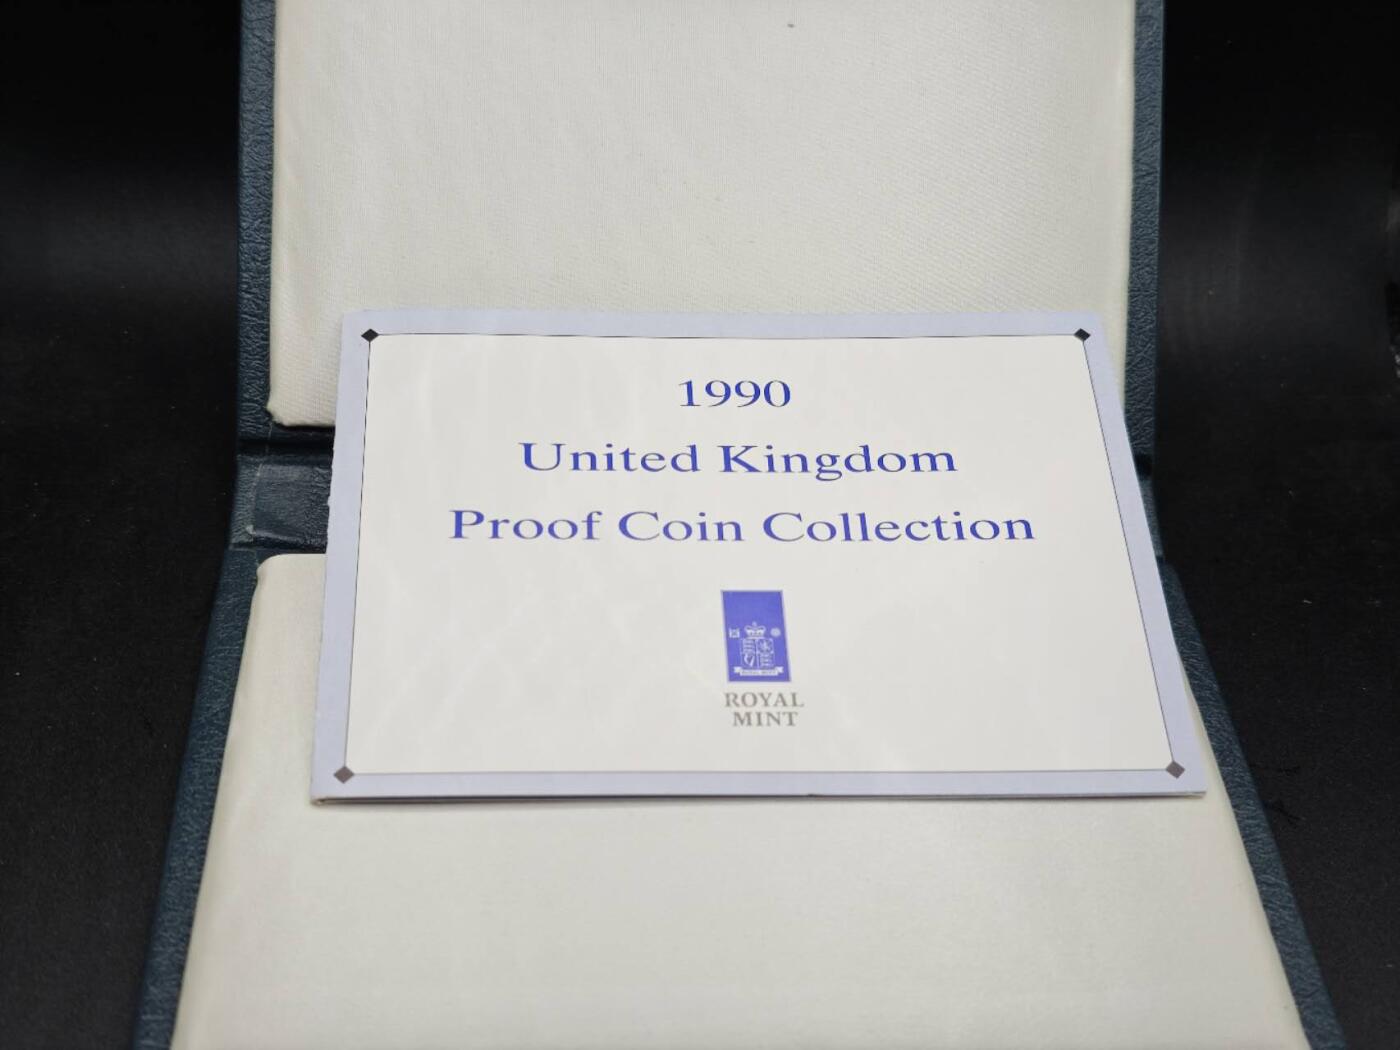 1990
United Kingdom
Proof Coin Collection
ROYAL
MINT